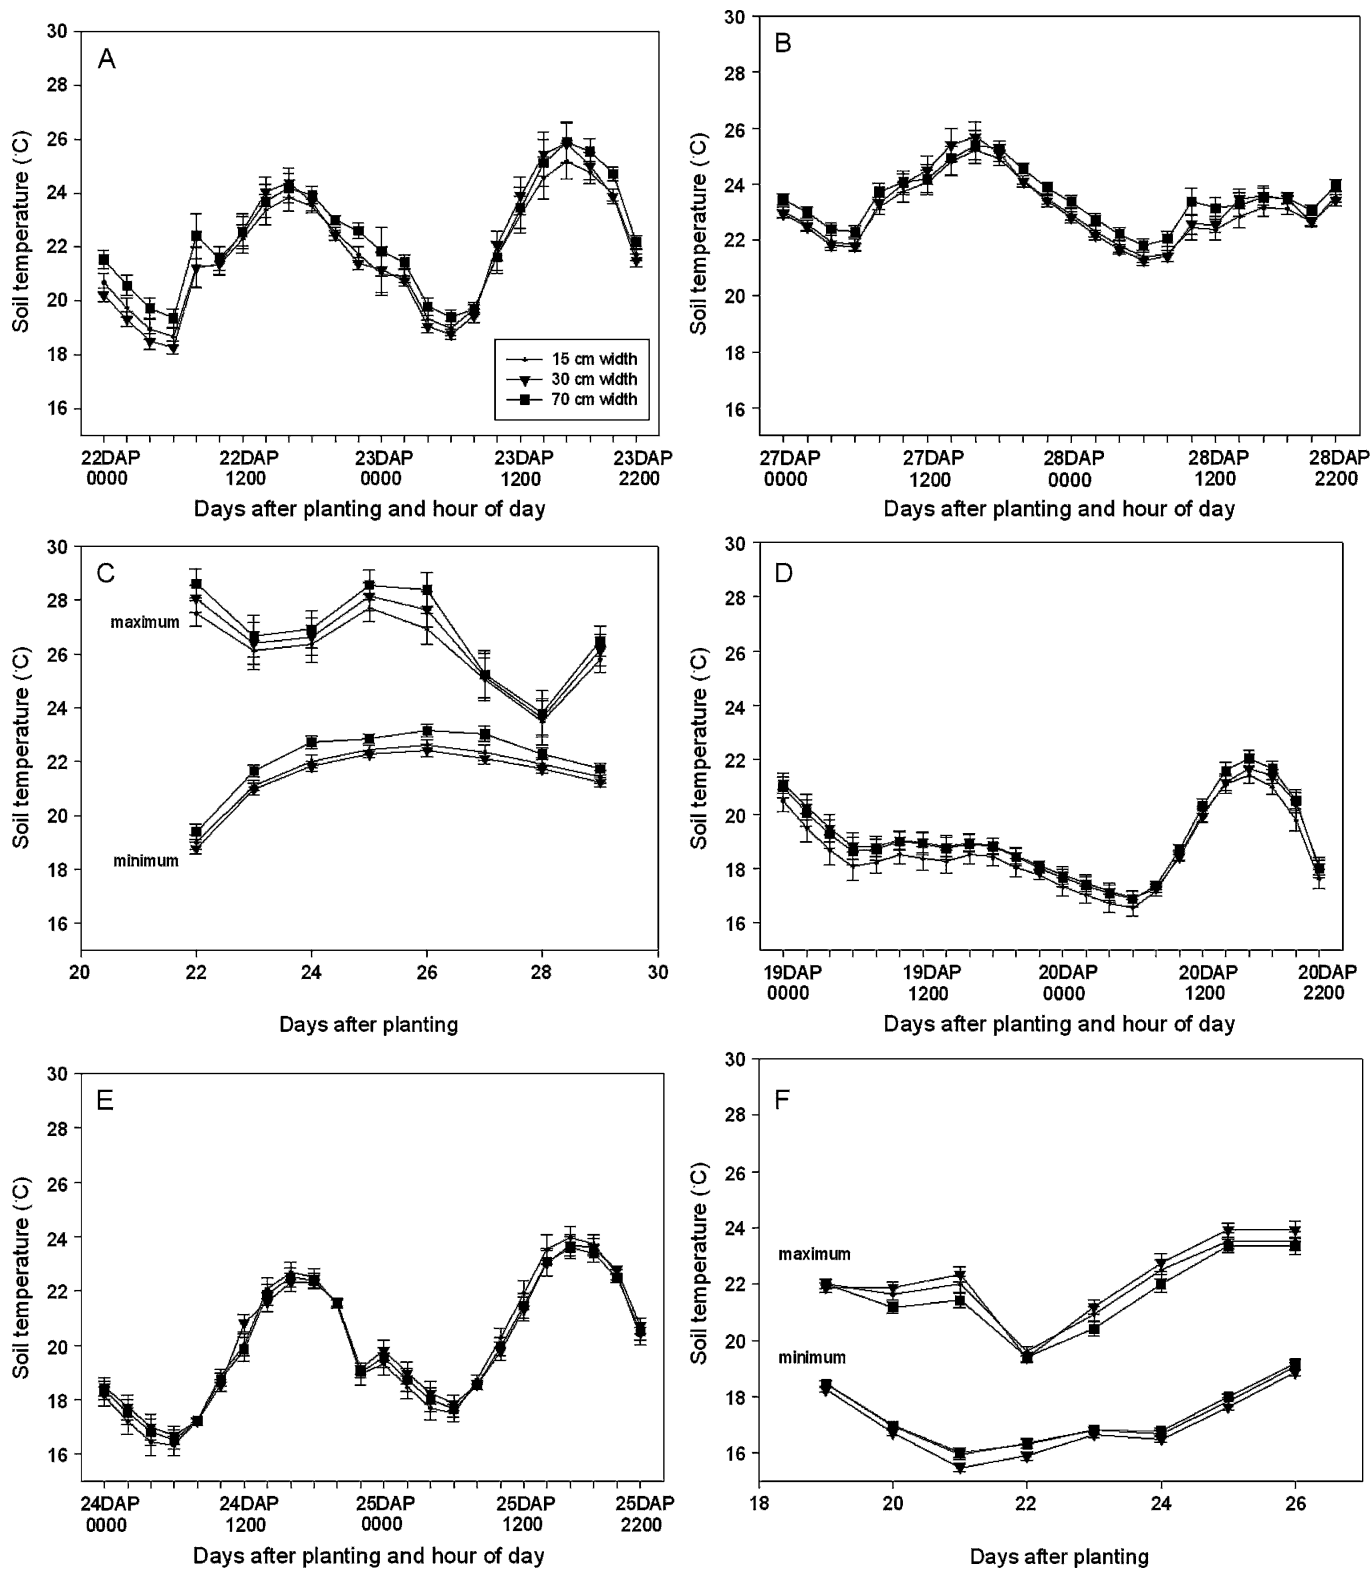 A
30
28
26
24
22
20
18
16
Soil temperature (°C)
15 cm width
30 cm width
70 cm width
22DAP 22DAP 23DAP 23DAP 23DAP
0000 1200 0000 1200 2200
Days after planting and hour of day
B
30
28
26
24
22
20
18
16
Soil temperature (°C)
27DAP 27DAP 28DAP 28DAP 28DAP
0000 1200 0000 1200 2200
Days after planting and hour of day
C
30
28
26
24
22
20
18
16
Soil temperature (°C)
maximum
minimum
20 22 24 26 28 30
Days after planting
D
30
28
26
24
22
20
18
16
Soil temperature (°C)
19DAP 19DAP 20DAP 20DAP 20DAP
0000 1200 0000 1200 2200
Days after planting and hour of day
E
30
28
26
24
22
20
18
16
Soil temperature (°C)
24DAP 24DAP 25DAP 25DAP 25DAP
0000 1200 0000 1200 2200
Days after planting and hour of day
F
30
28
26
24
22
20
18
16
Soil temperature (°C)
maximum
minimum
18 20 22 24 26
Days after planting